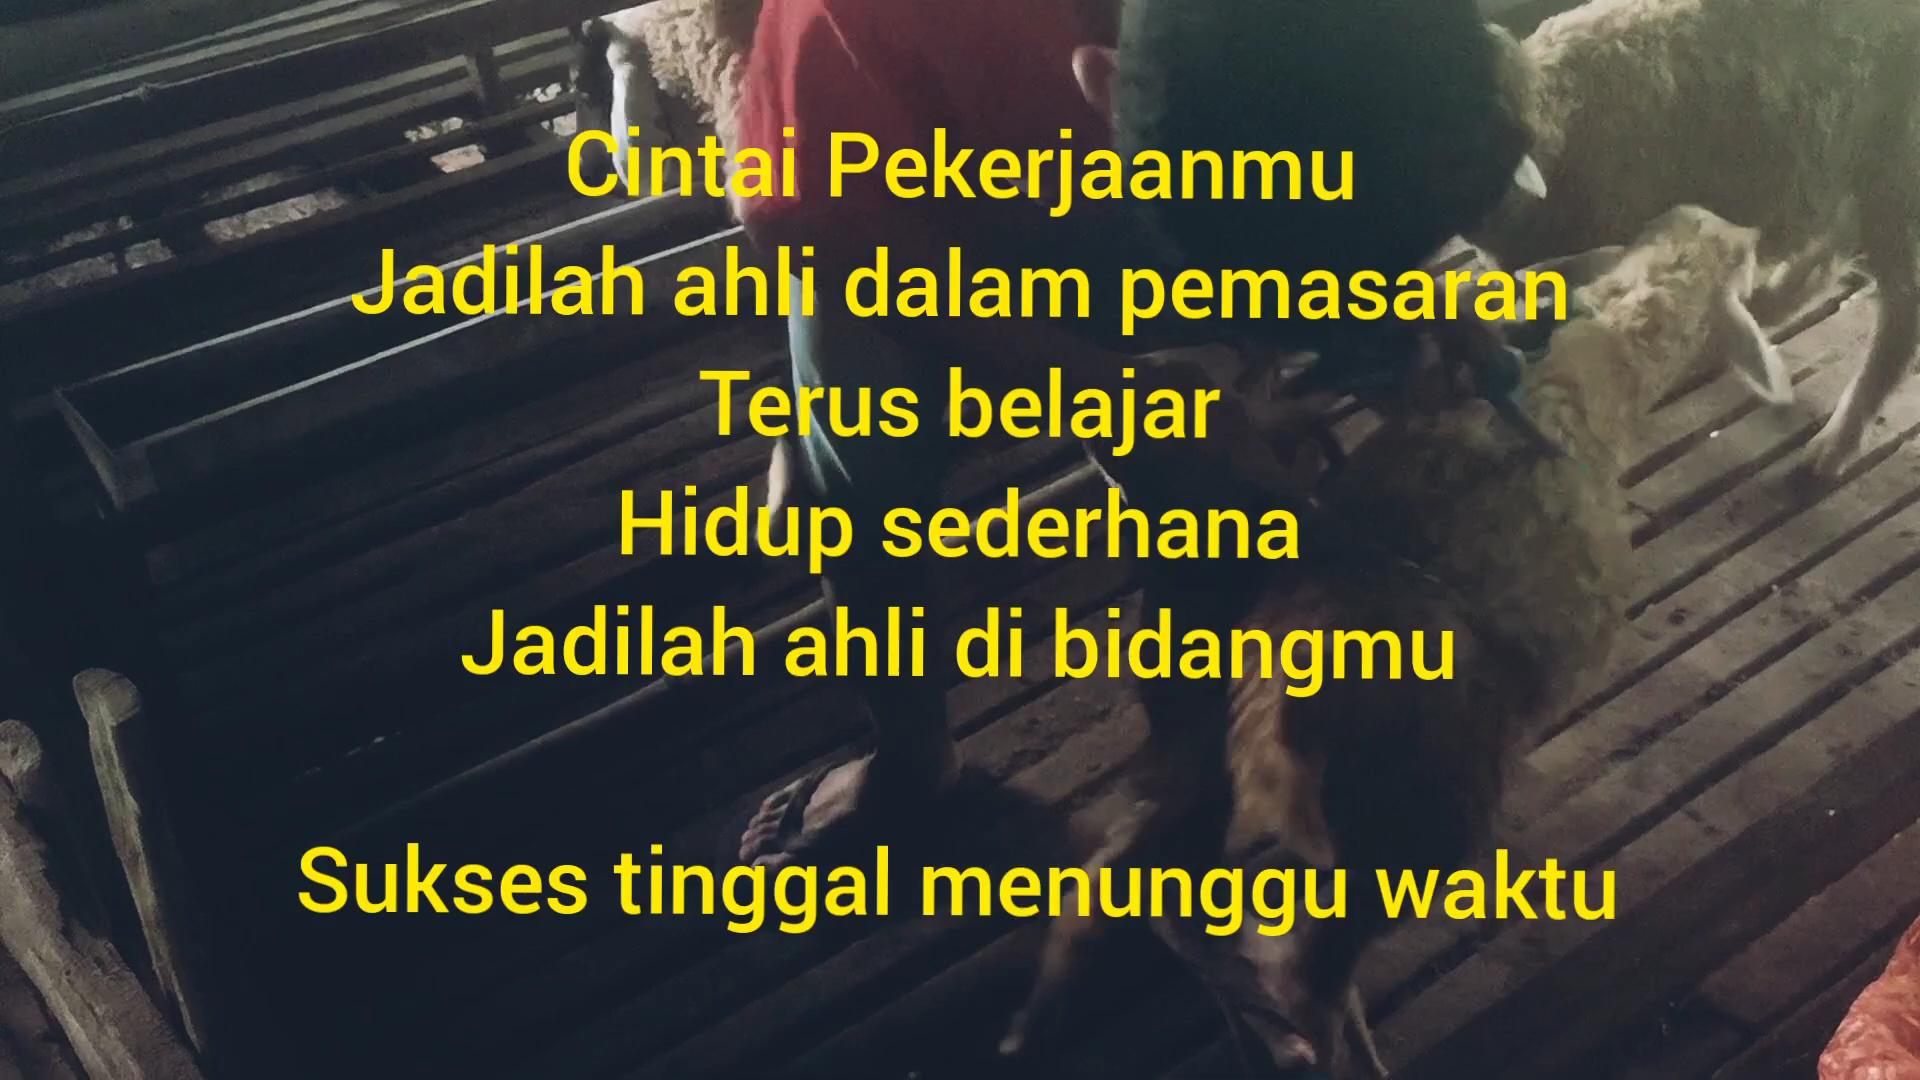 Cintai Pekerjaanmu
Jadilah ahli dalam pemasaran
Terus belajar
Hidup sederhana
Jadilah ahli di bidangmu
Sukses tinggal menunggu waktu